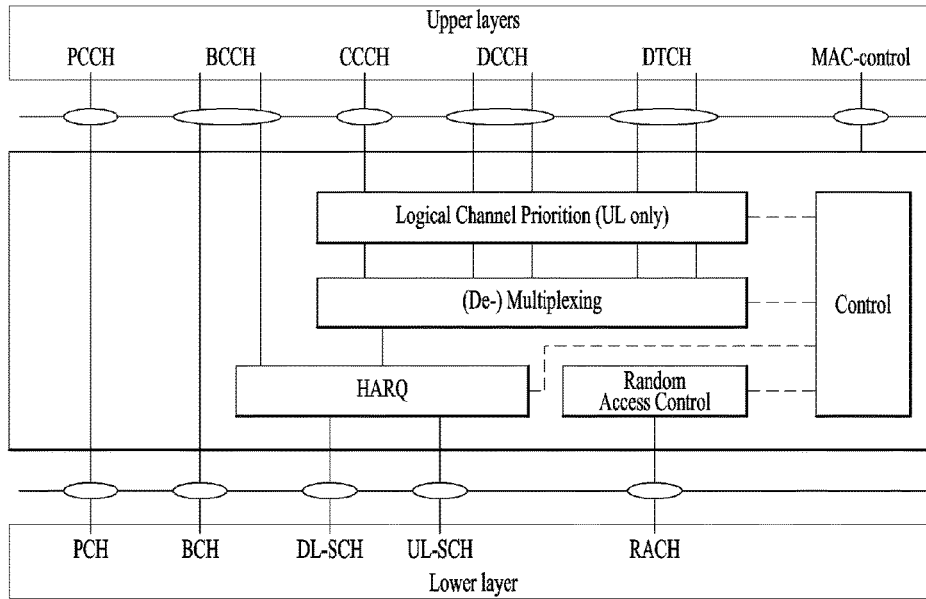 Upper layers
PCCH BCCH CCCH DCCH DTCH MAC-control
Logical Channel Priorition (UL only)
(De-) Multiplexing
Control
HARQ
Random
Access Control
PCH BCH DL-SCH UL-SCH RACH
Lower layer